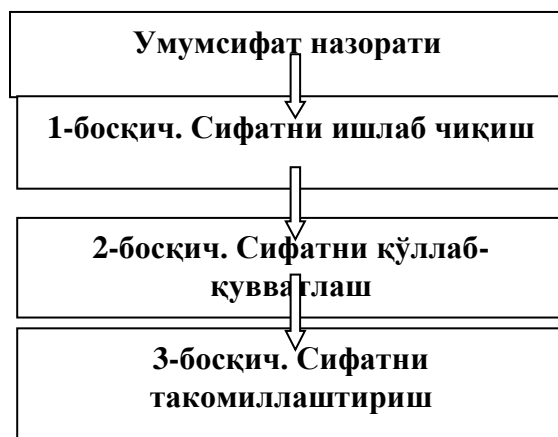 Умумсифат назорати
1-босқич. Сифатни ишлаб чиқиш
2-босқич. Сифатни қўллаб-
қувватлаш
3-босқич. Сифатни
такомиллаштириш